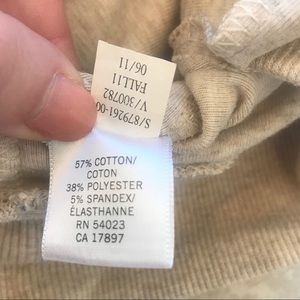 S/879261-00
V/300782
FALL11
06/11
57% COTTON/
COTON
38% POLYESTER
5% SPANDEX/
ÉLASTHANNE
RN 54023
CA 17897